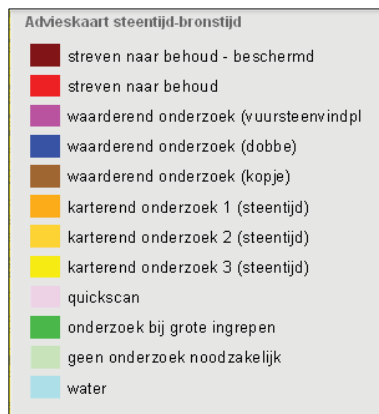 Advieskaart steentijd-bronstijd
streven naar behoud - beschermd
streven naar behoud
waarderend onderzoek (vuursteenvindpl
waarderend onderzoek (dobbe)
waarderend onderzoek (kopje)
karterend onderzoek 1 (steentijd)
karterend onderzoek 2 (steentijd)
karterend onderzoek 3 (steentijd)
quickscan
onderzoek bij grote ingrepen
geen onderzoek noodzakelijk
water